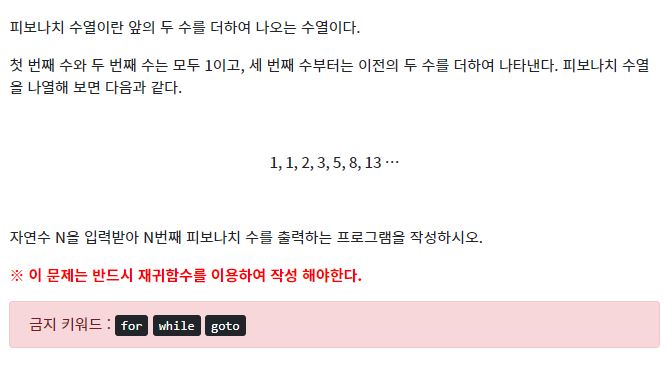 피보나치 수열이란 앞의 두 수를 더하여 나오는 수열이다.
첫 번째 수와 두 번째 수는 모두 1이고, 세 번째 수부터는 이전의 두 수를 더하여 나타낸다. 피보나치 수열
을 나열해 보면 다음과 같다.
1, 1, 2, 3, 5, 8, 13 ⋯
자연수 N을 입력받아 N번째 피보나치 수를 출력하는 프로그램을 작성하시오.
※ 이 문제는 반드시 재귀함수를 이용하여 작성 해야한다.
금지 키워드 : for while goto